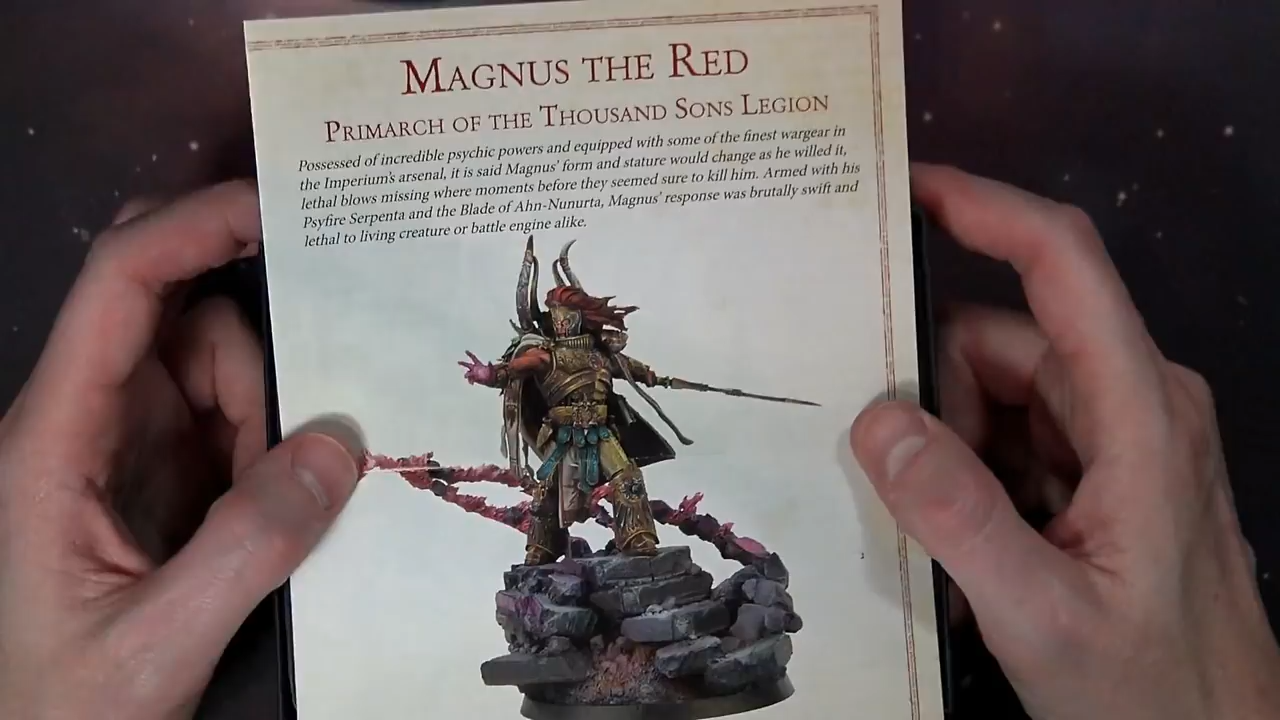 Magnus the Red
Primarch of the Thousand Sons Legion
Possessed of incredible psychic powers and equipped with some of the finest wargear in
the Imperium's arsenal, it is said Magnus' form and stature would change as he willed it,
lethal blows missing where moments before they seemed sure to kill him. Armed with his
Psyfire Serpenta and the Blade of Ahn-Nunurta, Magnus' response was brutally swift and
lethal to living creature or battle engine alike.